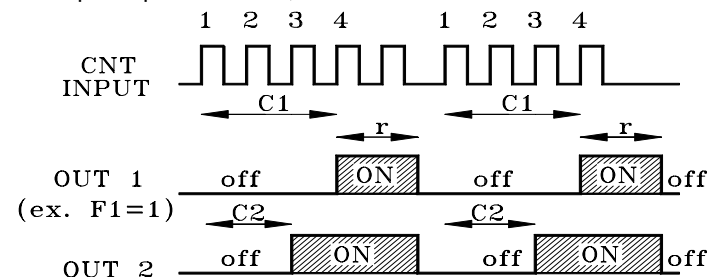 1 2 3 4 1 2 3 4
CNT
INPUT
C1 C1
r r
OUT 1 off ON off ON off
(ex. F1=1)
C2 C2
OUT 2 off ON off ON off